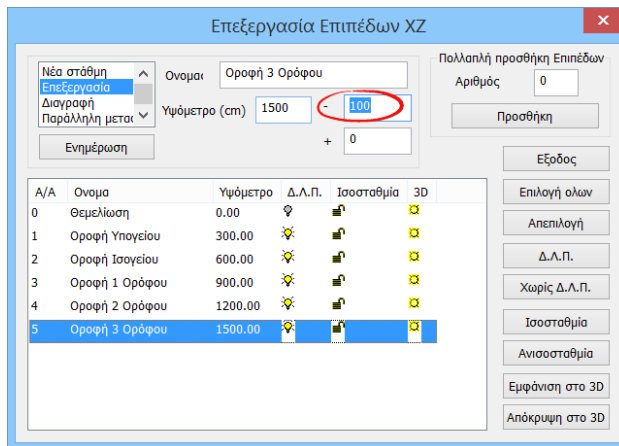 Επεξεργασία Επιπέδων XZ
x
Νέα στάθμη
Επεξεργασία
Διαγραφή
Παράλληλη μετας
Ονομας
Οροφή 3 Ορόφου
Υψόμετρο (cm) 1500 - 100
+ 0
Ενημέρωση
Πολλαπλή προσθήκη Επιπέδων
Αριθμός 0
Προσθήκη
Α/Α Ονομα Υψόμετρο Δ.Λ.Π. Ισοσταθμία 3D
0 Θεμελίωση 0.00
1 Οροφή Υπογείου 300.00
2 Οροφή Ισογείου 600.00
3 Οροφή 1 Ορόφου 900.00
4 Οροφή 2 Ορόφου 1200.00
5 Οροφή 3 Ορόφου 1500.00
Εξοδος
Επιλογή ολων
Απεπιλογή
Δ.Λ.Π.
Χωρίς Δ.Λ.Π.
Ισοσταθμία
Ανισοσταθμία
Εμφάνιση στο 3D
Απόκρυψη στο 3D